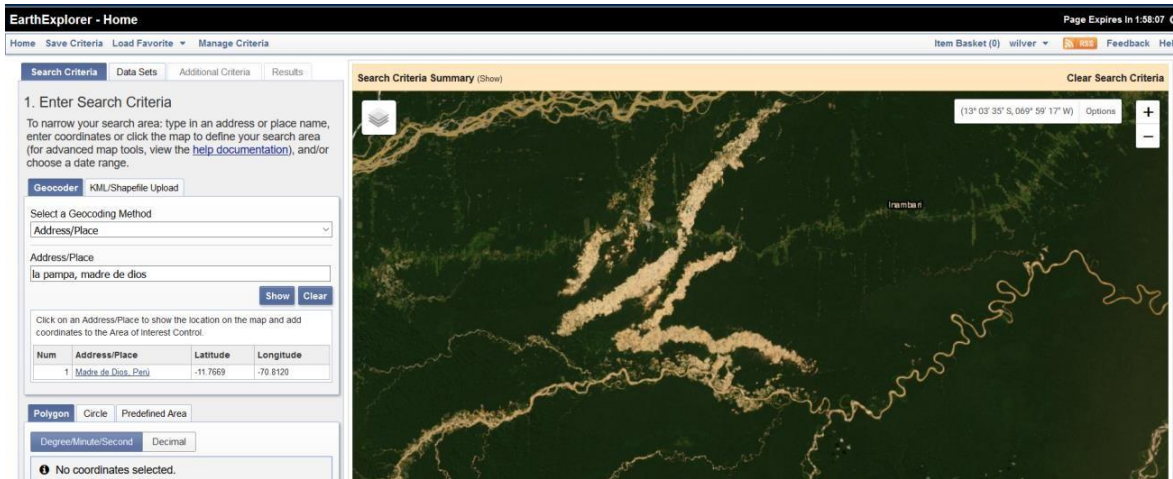 EarthExplorer - Home
Page Expires In 1:58:07
Home Save Criteria Load Favorite Manage Criteria
Item Basket (0) wilver RSS Feedback Hel
Search Criteria Data Sets Additional Criteria Results
1. Enter Search Criteria
To narrow your search area: type in an address or place name,
enter coordinates or click the map to define your search area
(for advanced map tools, view the help documentation), and/or
choose a date range.
Geocoder KML/Shapefile Upload
Select a Geocoding Method
Address/Place
Address/Place
la pampa, madre de dios
Show Clear
Click on an Address/Place to show the location on the map and add
coordinates to the Area of Interest Control.
Num Address/Place Latitude Longitude
1 Madre de Dios, Perú -11.7669 -70.8120
Polygon Circle Predefined Area
Degree/Minute/Second Decimal
No coordinates selected.
Search Criteria Summary (Show)
Clear Search Criteria
(13° 03' 35" S, 069° 59' 17" W) Options
+
−
Inambari